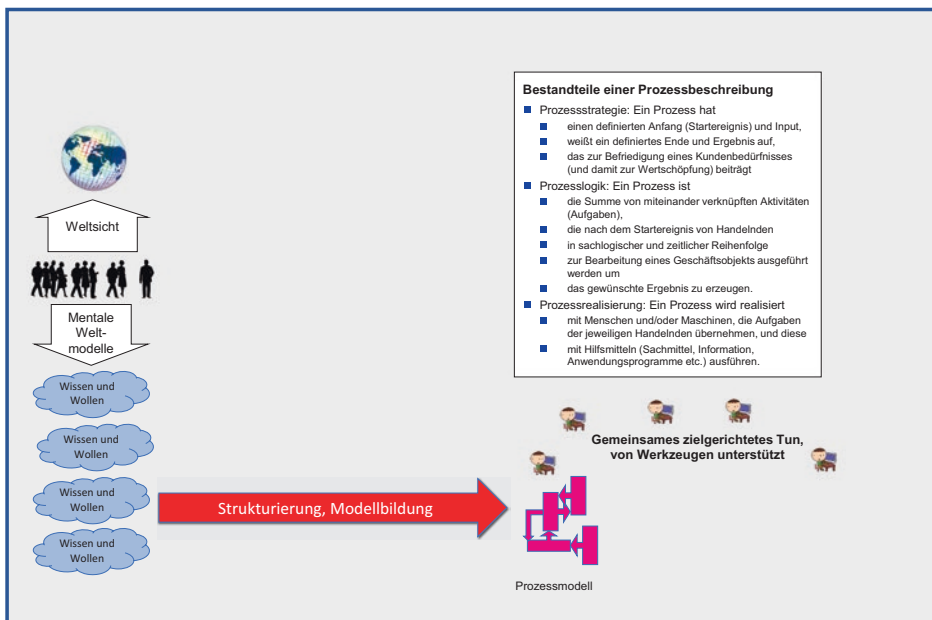 Weltsicht
Mentale
Welt-
modelle
Wissen und
Wollen
Wissen und
Wollen
Wissen und
Wollen
Wissen und
Wollen
Strukturierung, Modellbildung
Bestandteile einer Prozessbeschreibung
Prozessstrategie: Ein Prozess hat
einen definierten Anfang (Startereignis) und Input,
weißt ein definiertes Ende und Ergebnis auf,
das zur Befriedigung eines Kundenbedürfnisses
(und damit zur Wertschöpfung) beiträgt
Prozesslogik: Ein Prozess ist
die Summe von miteinander verknüpften Aktivitäten
(Aufgaben),
die nach dem Startereignis von Handelnden
in sachlogischer und zeitlicher Reihenfolge
zur Bearbeitung eines Geschäftsobjekts ausgeführt
werden um
das gewünschte Ergebnis zu erzeugen.
Prozessrealisierung: Ein Prozess wird realisiert
mit Menschen und/oder Maschinen, die Aufgaben
der jeweiligen Handelnden übernehmen, und diese
mit Hilfsmitteln (Sachmittel, Information,
Anwendungsprogramme etc.) ausführen.
Gemeinsames zielgerichtetes Tun,
von Werkzeugen unterstützt
Prozessmodell